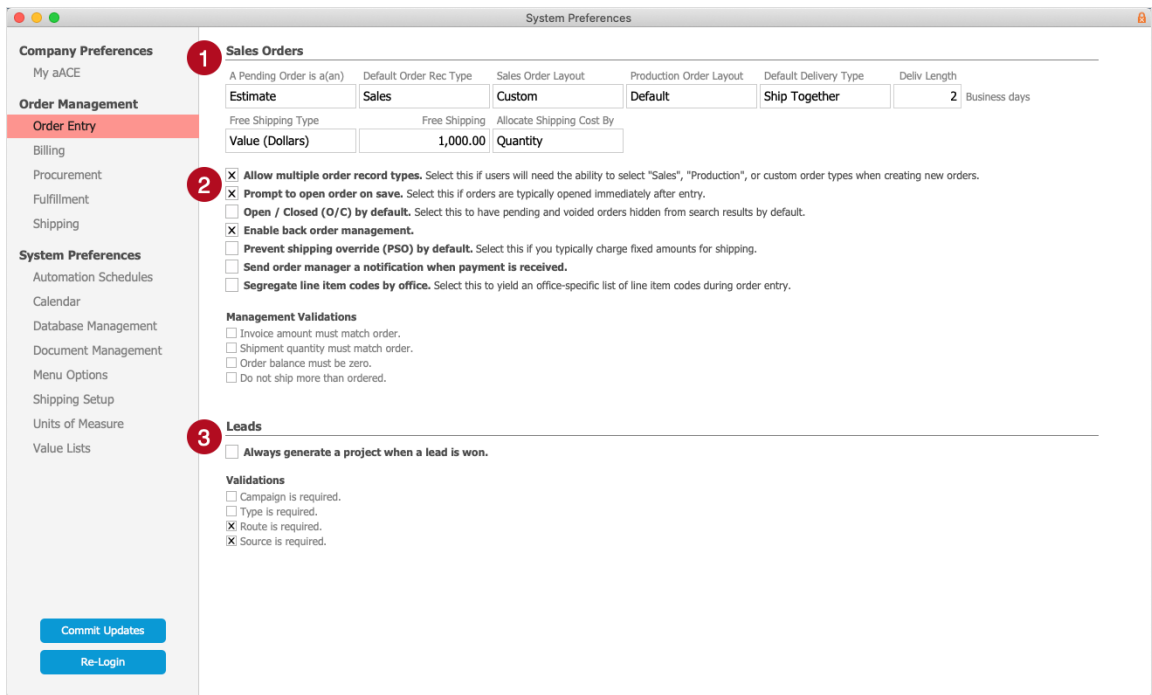 System Preferences
Company Preferences
My aACE
Order Management
Order Entry
Billing
Procurement
Fulfillment
Shipping
System Preferences
Automation Schedules
Calendar
Database Management
Document Management
Menu Options
Shipping Setup
Units of Measure
Value Lists
Commit Updates
Re-Login
1
Sales Orders
A Pending Order is a(an) Default Order Rec Type Sales Order Layout Production Order Layout Default Delivery Type Deliv Length
Estimate Sales Custom Default Ship Together 2 Business days
Free Shipping Type Free Shipping Allocate Shipping Cost By
Value (Dollars) 1,000.00 Quantity
2
X Allow multiple order record types. Select this if users will need the ability to select "Sales", "Production", or custom order types when creating new orders.
X Prompt to open order on save. Select this if orders are typically opened immediately after entry.
Open / Closed (O/C) by default. Select this to have pending and voided orders hidden from search results by default.
X Enable back order management.
Prevent shipping override (PSO) by default. Select this if you typically charge fixed amounts for shipping.
Send order manager a notification when payment is received.
Segregate line item codes by office. Select this to yield an office-specific list of line item codes during order entry.
Management Validations
Invoice amount must match order.
Shipment quantity must match order.
Order balance must be zero.
Do not ship more than ordered.
3
Leads
Always generate a project when a lead is won.
Validations
Campaign is required.
Type is required.
X Route is required.
X Source is required.